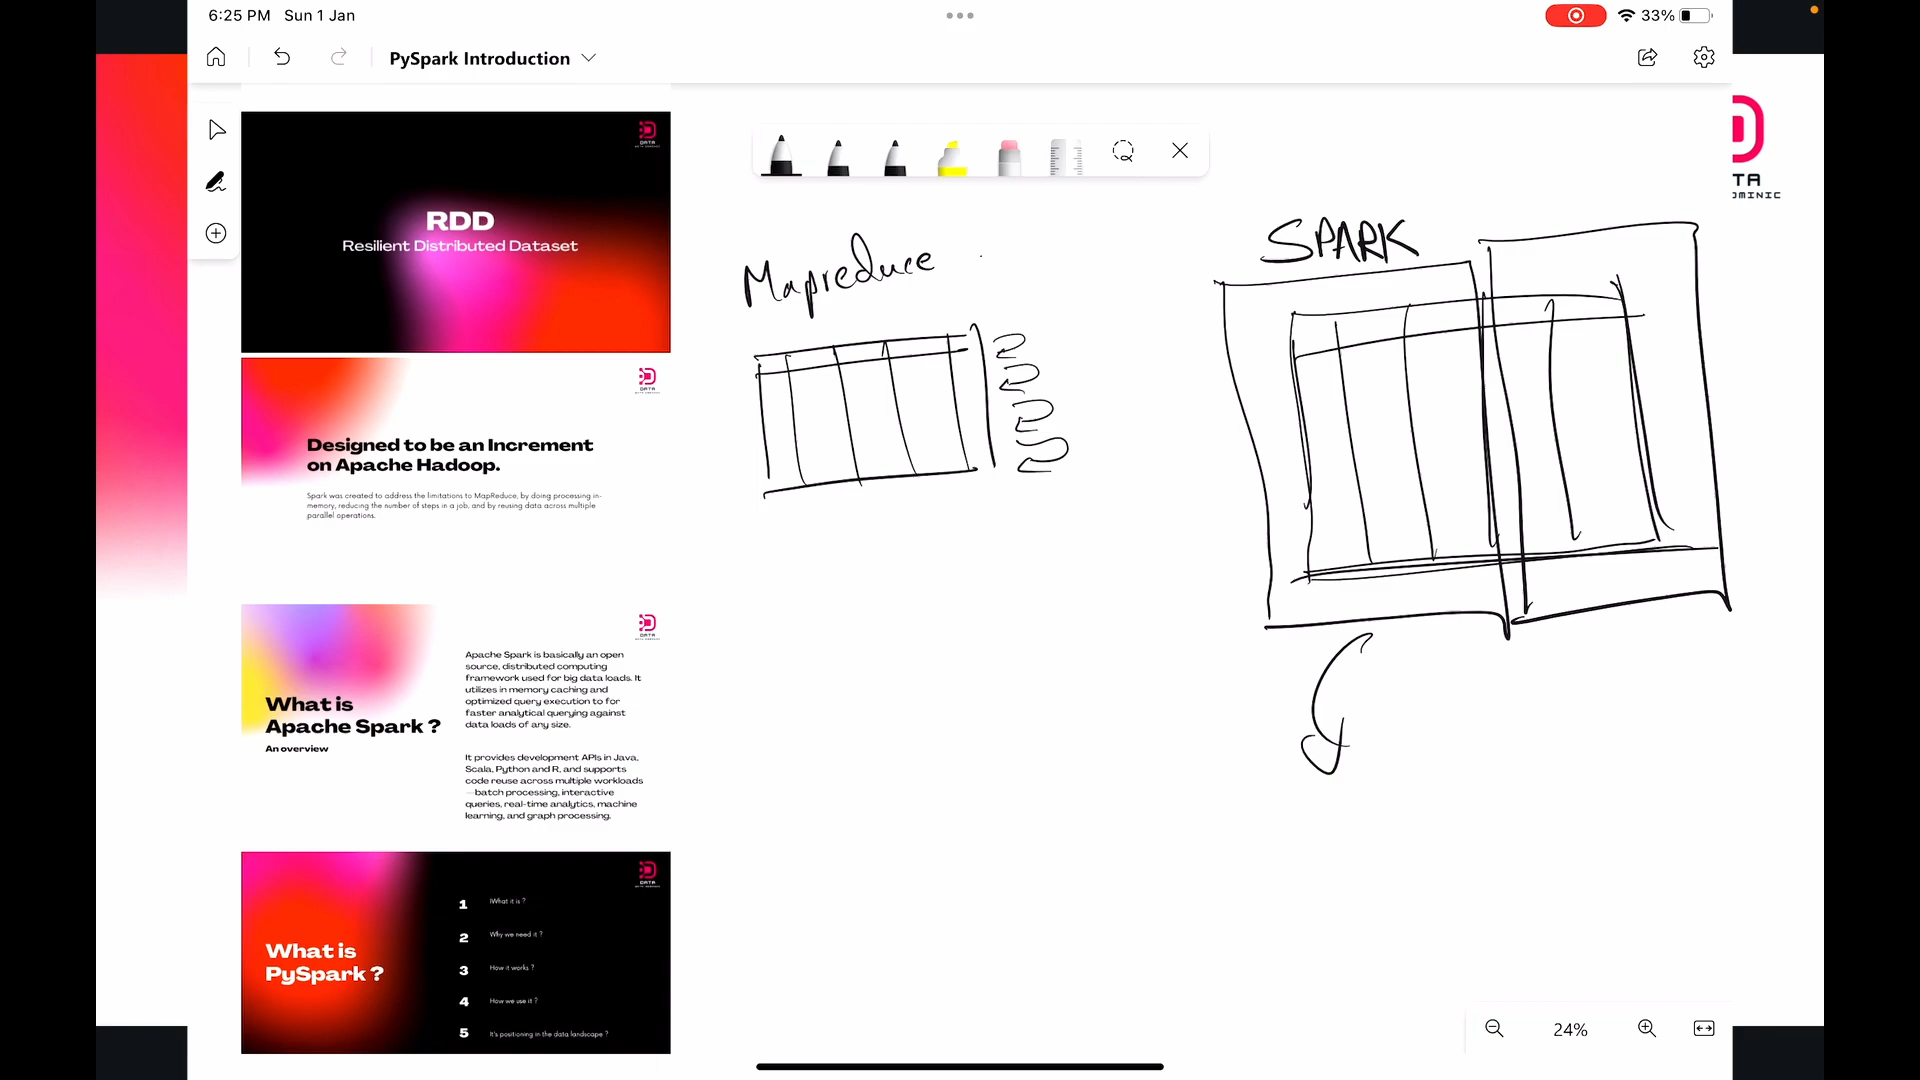 6:25 PM Sun 1 Jan
33%
PySpark Introduction
DATA
RDD
Resilient Distributed Dataset
DATA
Designed to be an Increment
on Apache Hadoop.
Spark was created to address the limitations to MapReduce, by doing processing in-
memory, reducing the number of steps in a job, and by reusing data across multiple
parallel operations.
DATA
What is
Apache Spark ?
An overview
Apache Spark is basically an open
source, distributed computing
framework used for big data loads. It
utilizes in memory caching and
optimized query execution to for
faster analytical querying against
data loads of any size.
It provides development APIs in Java,
Scala, Python and R, and supports
code reuse across multiple workloads
—batch processing, interactive
queries, real-time analytics, machine
learning, and graph processing.
DATA
What is
PySpark ?
1 IWhat it is ?
2 Why we need it ?
3 How it works ?
4 How we use it ?
5 It's positioning in the data landscape ?
Mapreduce
SPARK
TA
OMINIC
24%